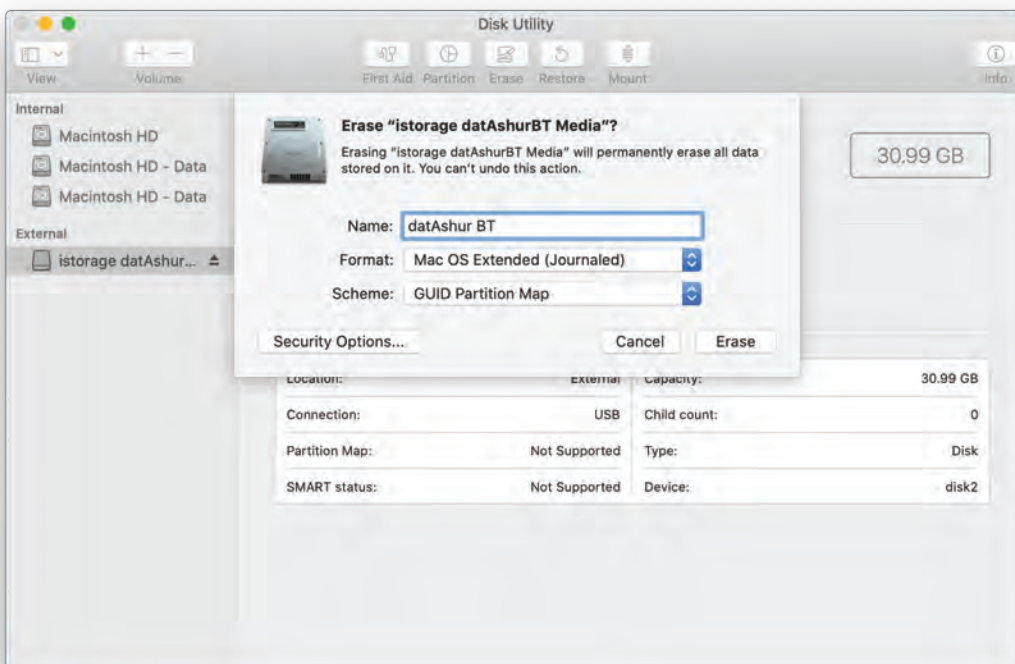 Disk Utility
View
Volume
First Aid
Partition
Erase
Restore
Mount
Info
Internal
Macintosh HD
Macintosh HD - Data
Macintosh HD - Data
External
istorage datAshur...
Erase “istorage datAshurBT Media”?
Erasing “istorage datAshurBT Media” will permanently erase all data
stored on it. You can’t undo this action.
Name: datAshur BT
Format: Mac OS Extended (Journaled)
Scheme: GUID Partition Map
Security Options...
Cancel
Erase
30.99 GB
Location: External
Capacity: 30.99 GB
Connection: USB
Child count: 0
Partition Map: Not Supported
Type: Disk
SMART status: Not Supported
Device: disk2